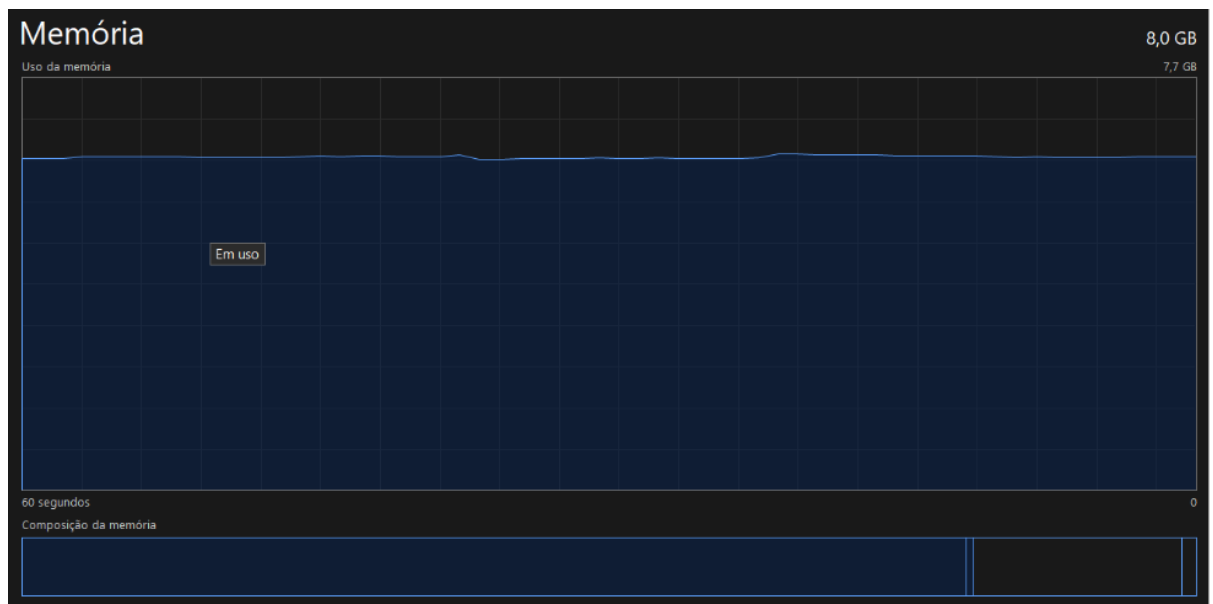 Memória
8,0 GB
Uso da memória
7,7 GB
Em uso
60 segundos
0
Composição da memória